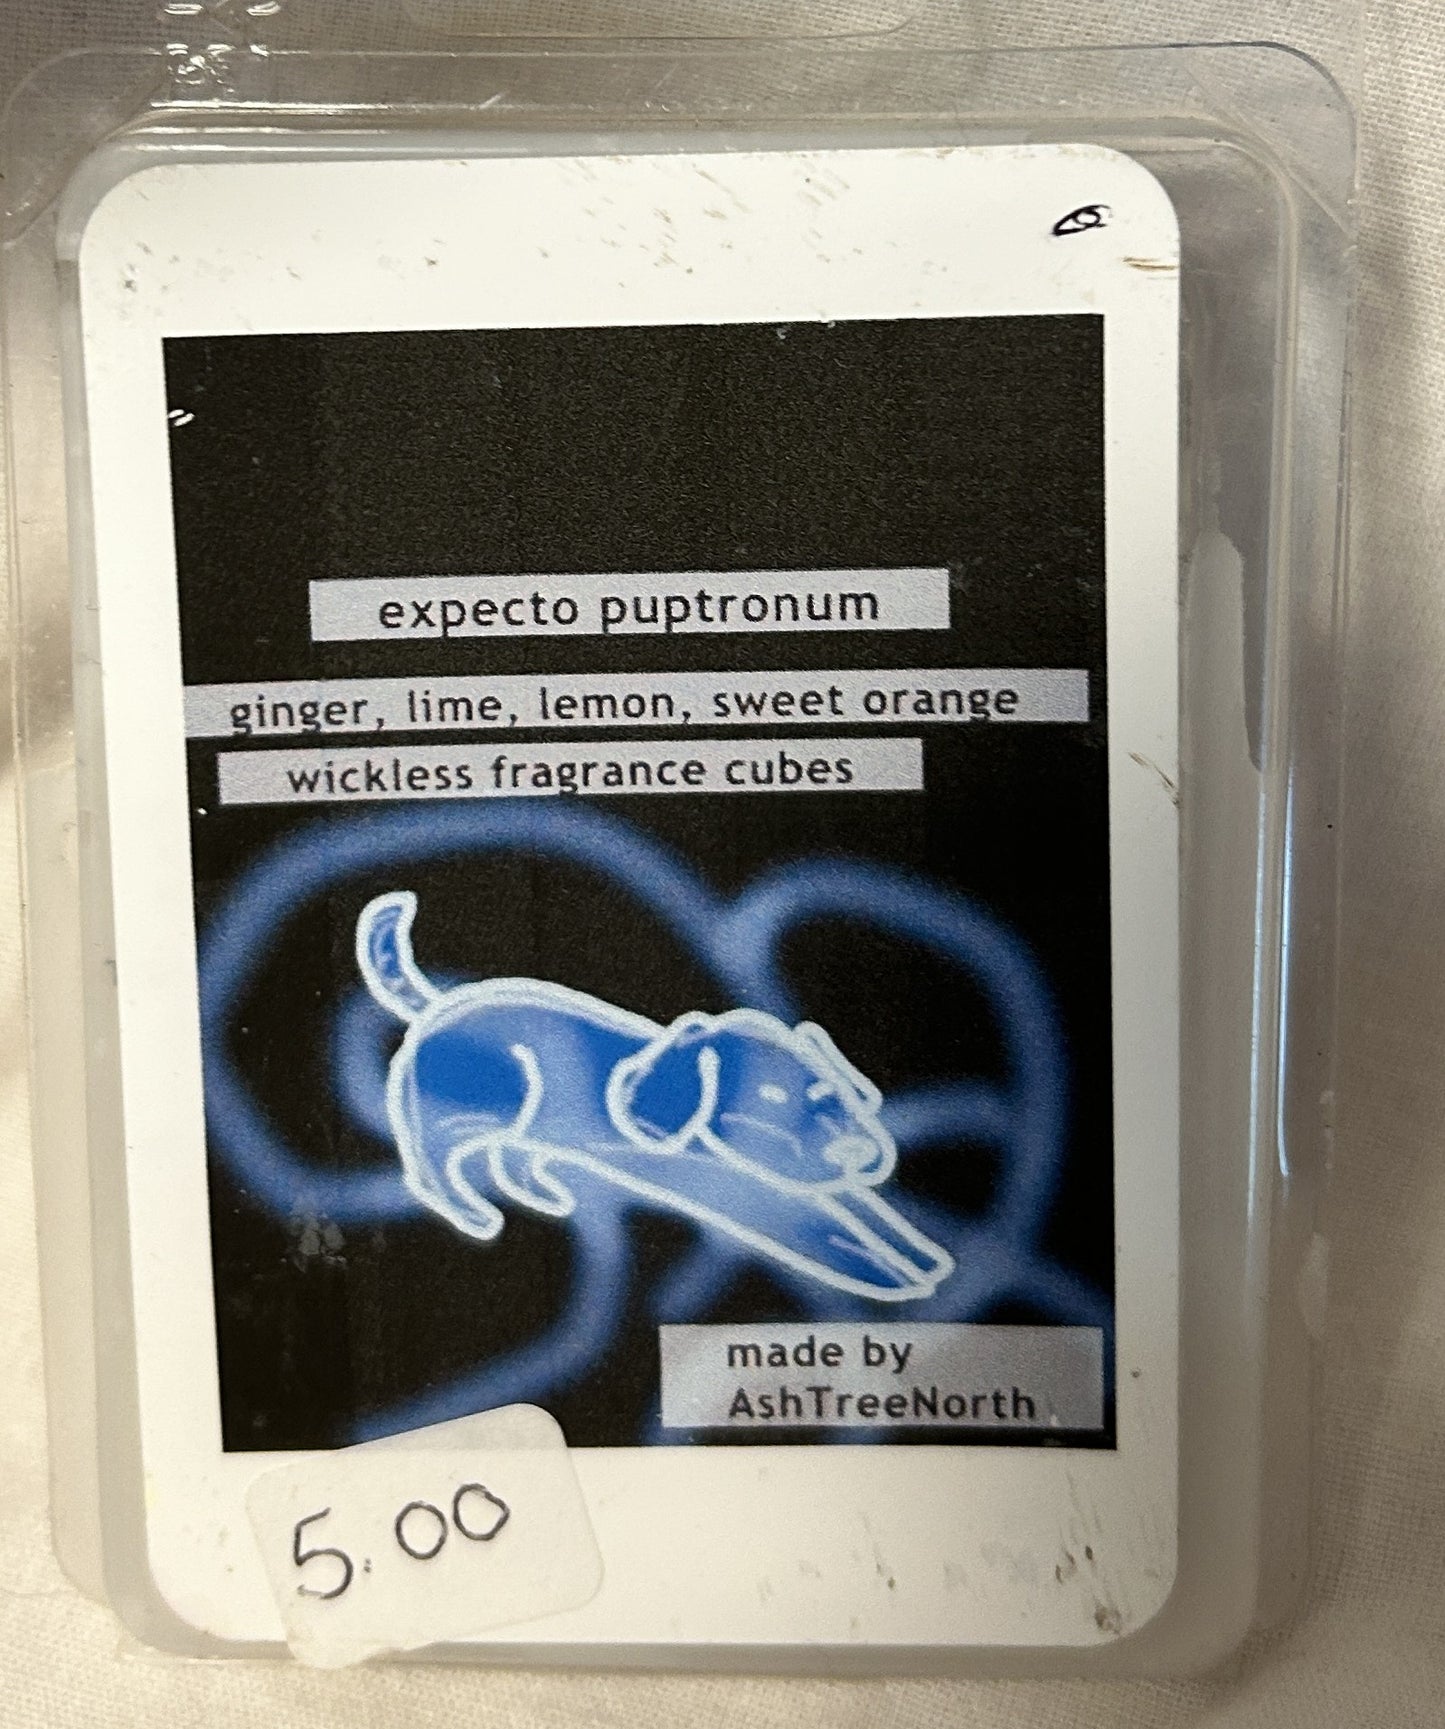 expecto puptronum
ginger, lime, lemon, sweet orange
wickless fragrance cubes
made by
AshTreeNorth
5.00